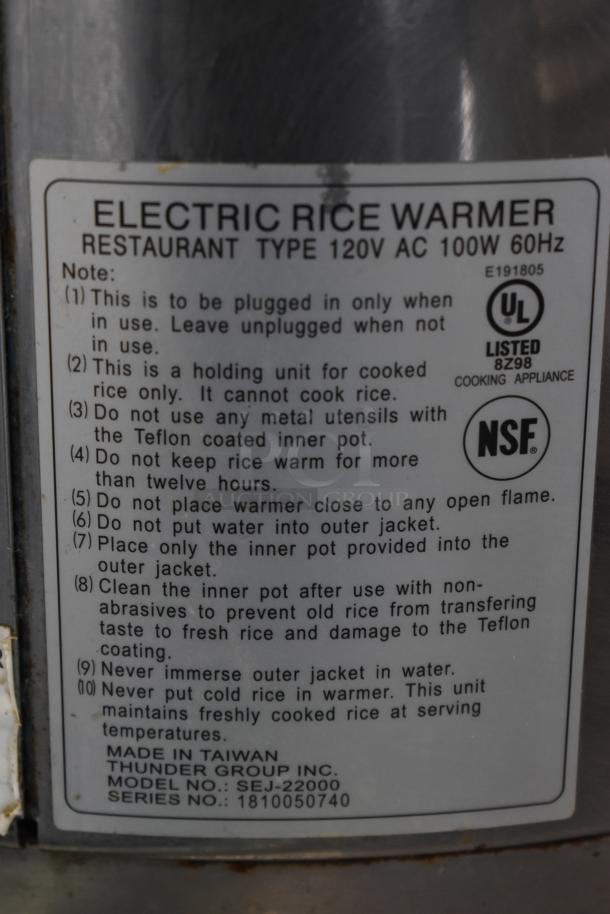 ELECTRIC RICE WARMER
RESTAURANT TYPE 120V AC 100W 60Hz
Note:
E191805
UL
LISTED
8Z98
COOKING APPLIANCE
NSF®
(1) This is to be plugged in only when
in use. Leave unplugged when not
in use.
(2) This is a holding unit for cooked
rice only. It cannot cook rice.
(3) Do not use any metal utensils with
the Teflon coated inner pot.
(4) Do not keep rice warm for more
than twelve hours.
(5) Do not place warmer close to any open flame.
(6) Do not put water into outer jacket.
(7) Place only the inner pot provided into the
outer jacket.
(8) Clean the inner pot after use with non-
abrasives to prevent old rice from transfering
taste to fresh rice and damage to the Teflon
coating.
(9) Never immerse outer jacket in water.
(10) Never put cold rice in warmer. This unit
maintains freshly cooked rice at serving
temperatures.
MADE IN TAIWAN
THUNDER GROUP INC.
MODEL NO.: SEJ-22000
SERIES NO.: 1810050740
PCI
AUCTION GROUP